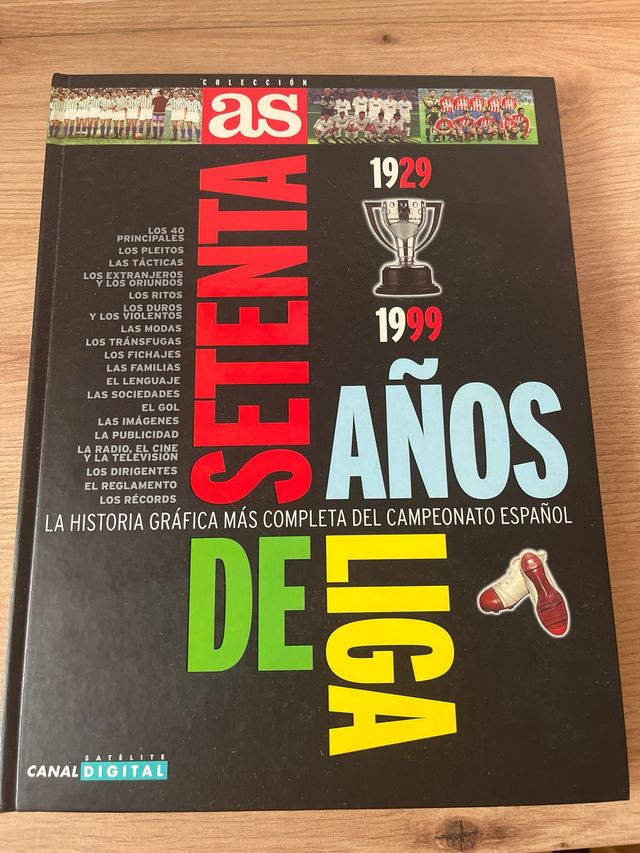 COLECCIÓN
as
1929
1999
LOS 40
PRINCIPALES
LOS PLEITOS
LAS TÁCTICAS
LOS EXTRANJEROS
Y LOS ORIUNDOS
LOS RITOS
LOS DUROS
Y LOS VIOLENTOS
LAS MODAS
LOS TRÁNSFUGAS
LOS FICHAJES
LAS FAMILIAS
EL LENGUAJE
LAS SOCIEDADES
EL GOL
LAS IMÁGENES
LA PUBLICIDAD
LA RADIO, EL CINE
Y LA TELEVISIÓN
LOS DIRIGENTES
EL REGLAMENTO
LOS RÉCORDS
SETENTA
AÑOS
LA HISTORIA GRÁFICA MÁS COMPLETA DEL CAMPEONATO ESPAÑOL
DE
LIGA
SATÉLITE
CANAL DIGITAL